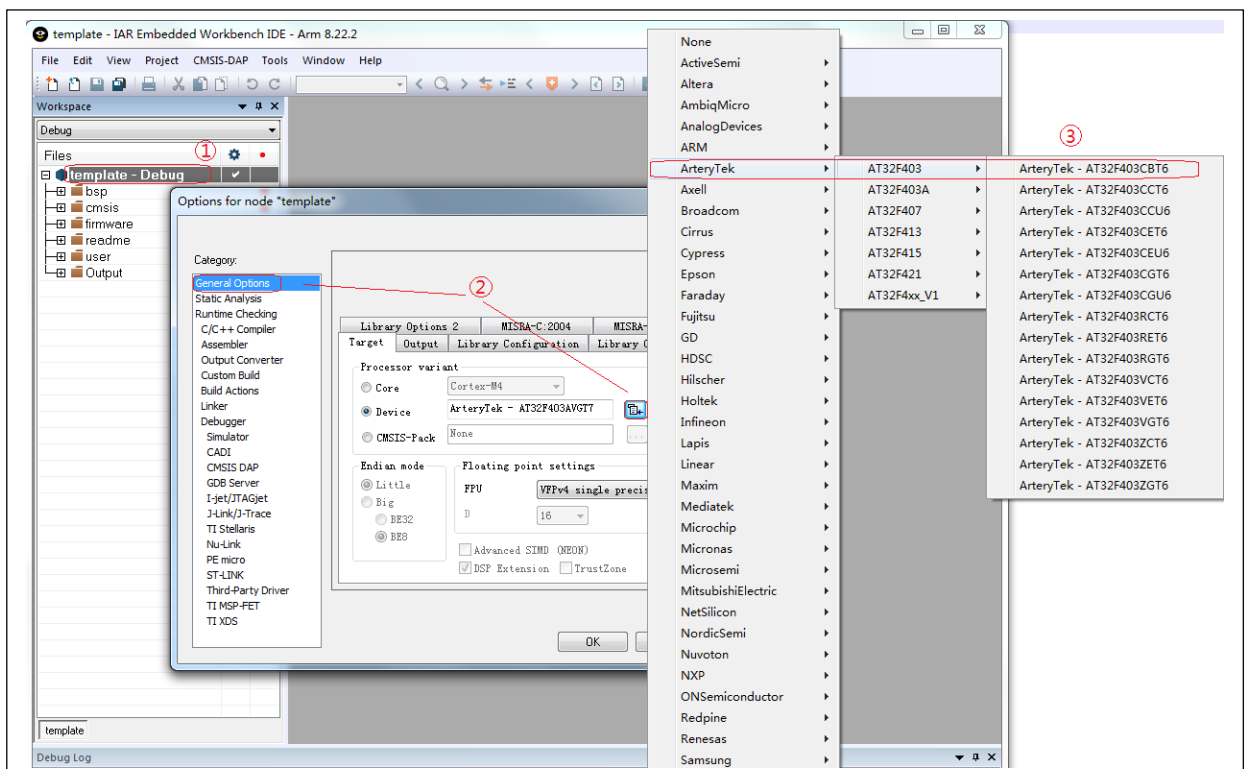 template - IAR Embedded Workbench IDE - Arm 8.22.2
File Edit View Project CMSIS-DAP Tools Window Help
Workspace
Debug
Files
①
template - Debug
bsp
cmsis
firmware
readme
user
Output
template
Debug Log
Options for node "template"
Category:
General Options
Static Analysis
Runtime Checking
C/C++ Compiler
Assembler
Output Converter
Custom Build
Build Actions
Linker
Debugger
Simulator
CADI
CMSIS DAP
GDB Server
I-jet/JTAGjet
J-Link/J-Trace
TI Stellaris
Nu-Link
PE micro
ST-LINK
Third-Party Driver
TI MSP-FET
TI XDS
②
Library Options 2 MISRA-C:2004 MISRA-
Target Output Library Configuration Library
Processor variant
Core Cortex-M4
Device ArteryTek - AT32F403AVGT7
CMSIS-Pack None
...
Endian mode
Little
Big
BE32
BE8
Floating point settings
FPU VFPv4 single precis
D 16
Advanced SIMD (NEON)
DSP Extension TrustZone
OK
None
ActiveSemi
Altera
AmbiqMicro
AnalogDevices
ARM
ArteryTek
Axell
Broadcom
Cirrus
Cypress
Epson
Faraday
Fujitsu
GD
HDSC
Hilscher
Holtek
Infineon
Lapis
Linear
Maxim
Mediatek
Microchip
Micronas
Microsemi
MitsubishiElectric
NetSilicon
NordicSemi
Nuvoton
NXP
ONSemiconductor
Redpine
Renesas
Samsung
AT32F403
AT32F403A
AT32F407
AT32F413
AT32F415
AT32F421
AT32F4xx_V1
③
ArteryTek - AT32F403CBT6
ArteryTek - AT32F403CCT6
ArteryTek - AT32F403CCU6
ArteryTek - AT32F403CET6
ArteryTek - AT32F403CEU6
ArteryTek - AT32F403CGT6
ArteryTek - AT32F403CGU6
ArteryTek - AT32F403RCT6
ArteryTek - AT32F403RET6
ArteryTek - AT32F403RGT6
ArteryTek - AT32F403VCT6
ArteryTek - AT32F403VET6
ArteryTek - AT32F403VGT6
ArteryTek - AT32F403ZCT6
ArteryTek - AT32F403ZET6
ArteryTek - AT32F403ZGT6